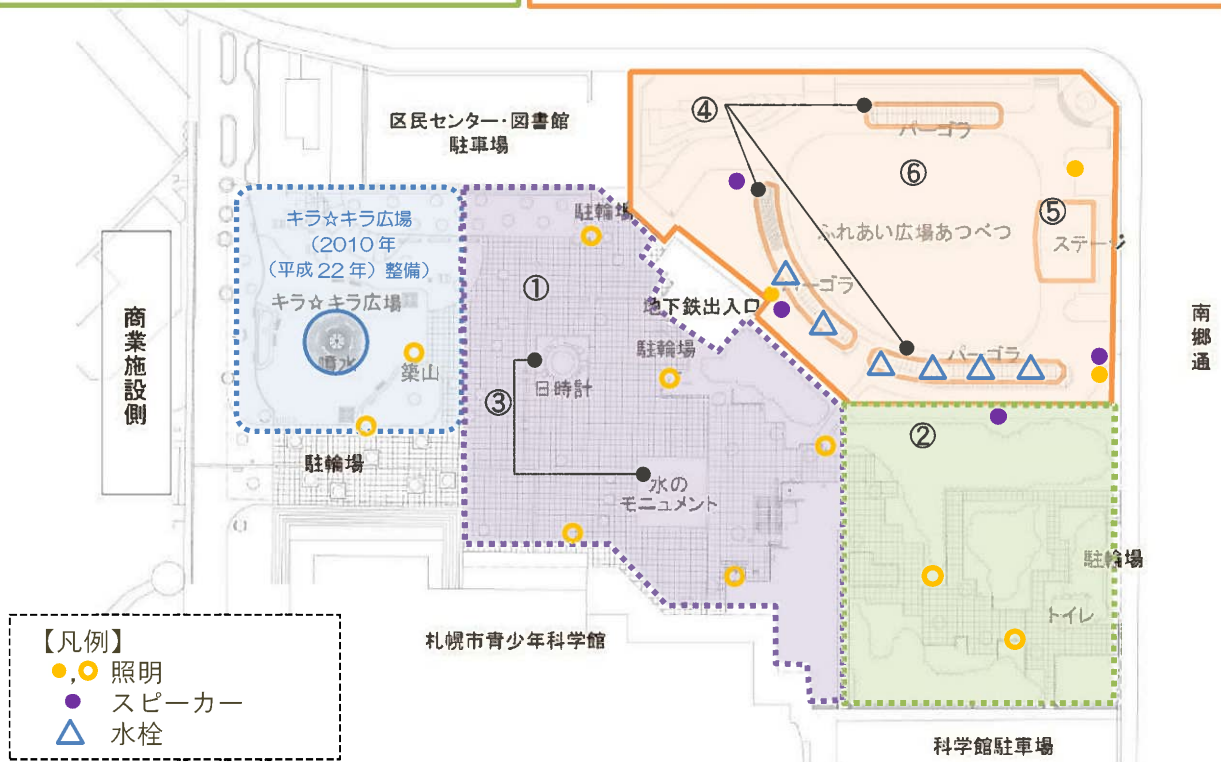 区民センター・図書館
駐車場
④
パーゴラ
⑥
⑤
ステージ
ふれあい広場あつべつ
キラ☆キラ広場
（2010年
（平成22年）整備）
キラ☆キラ広場
噴水
築山
駐輪場
①
地下鉄出入口
パーゴラ
駐輪場
パーゴラ
商業施設側
南郷通
日時計
③
水の
モニュメント
②
駐輪場
駐輪場
トイレ
札幌市青少年科学館
科学館駐車場
【凡例】
, 照明
スピーカー
水栓